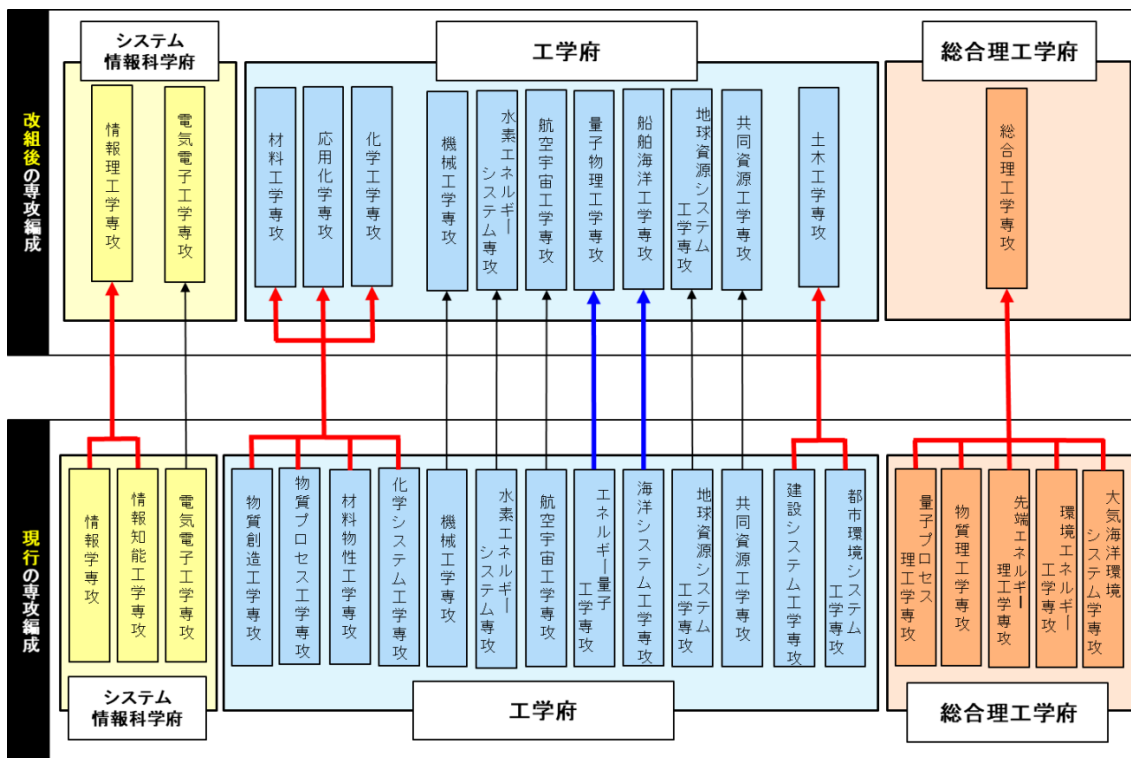 改組後の専攻編成
システム
情報科学府
情報理工学専攻
電気電子工学専攻
工学府
材料工学専攻
応用化学専攻
化学工学専攻
機械工学専攻
水素エネルギー
システム専攻
航空宇宙工学専攻
量子物理工学専攻
船舶海洋工学専攻
地球資源システム
工学専攻
共同資源工学専攻
土木工学専攻
総合理工学府
総合理工学専攻
現行の専攻編成
情報学専攻
情報知能工学専攻
電気電子工学専攻
システム
情報科学府
物質創造工学専攻
物質プロセス工学専攻
材料物性工学専攻
化学システム工学専攻
機械工学専攻
水素エネルギー
システム専攻
航空宇宙工学専攻
エネルギー量子
工学専攻
海洋システム工学専攻
地球資源システム
工学専攻
共同資源工学専攻
建設システム工学専攻
都市環境システム
工学専攻
工学府
量子プロセス
理工学専攻
物質理工学専攻
先端エネルギー
理工学専攻
環境エネルギー
工学専攻
大気海洋環境
システム学専攻
総合理工学府